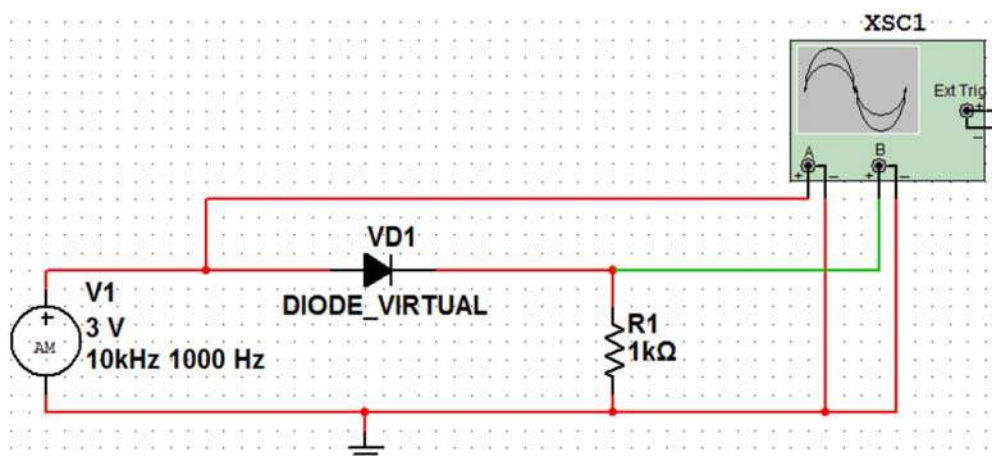 XSC1
Ext Trig
+
−
A
B
+
−
+
−
VD1
DIODE_VIRTUAL
V1
+
3 V
AM
10kHz 1000 Hz
R1
1kΩ